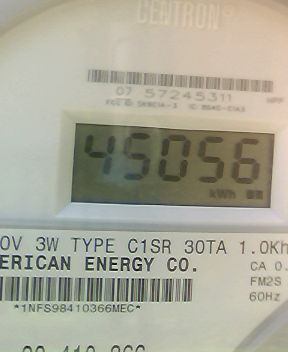 CENTRON®
07 57245311
45056
kWh
0V 3W TYPE C1SR 30TA 1.0Kh
ERICAN ENERGY CO.
CA 0.
FM2S
60Hz
*1NFS98410366MEC*